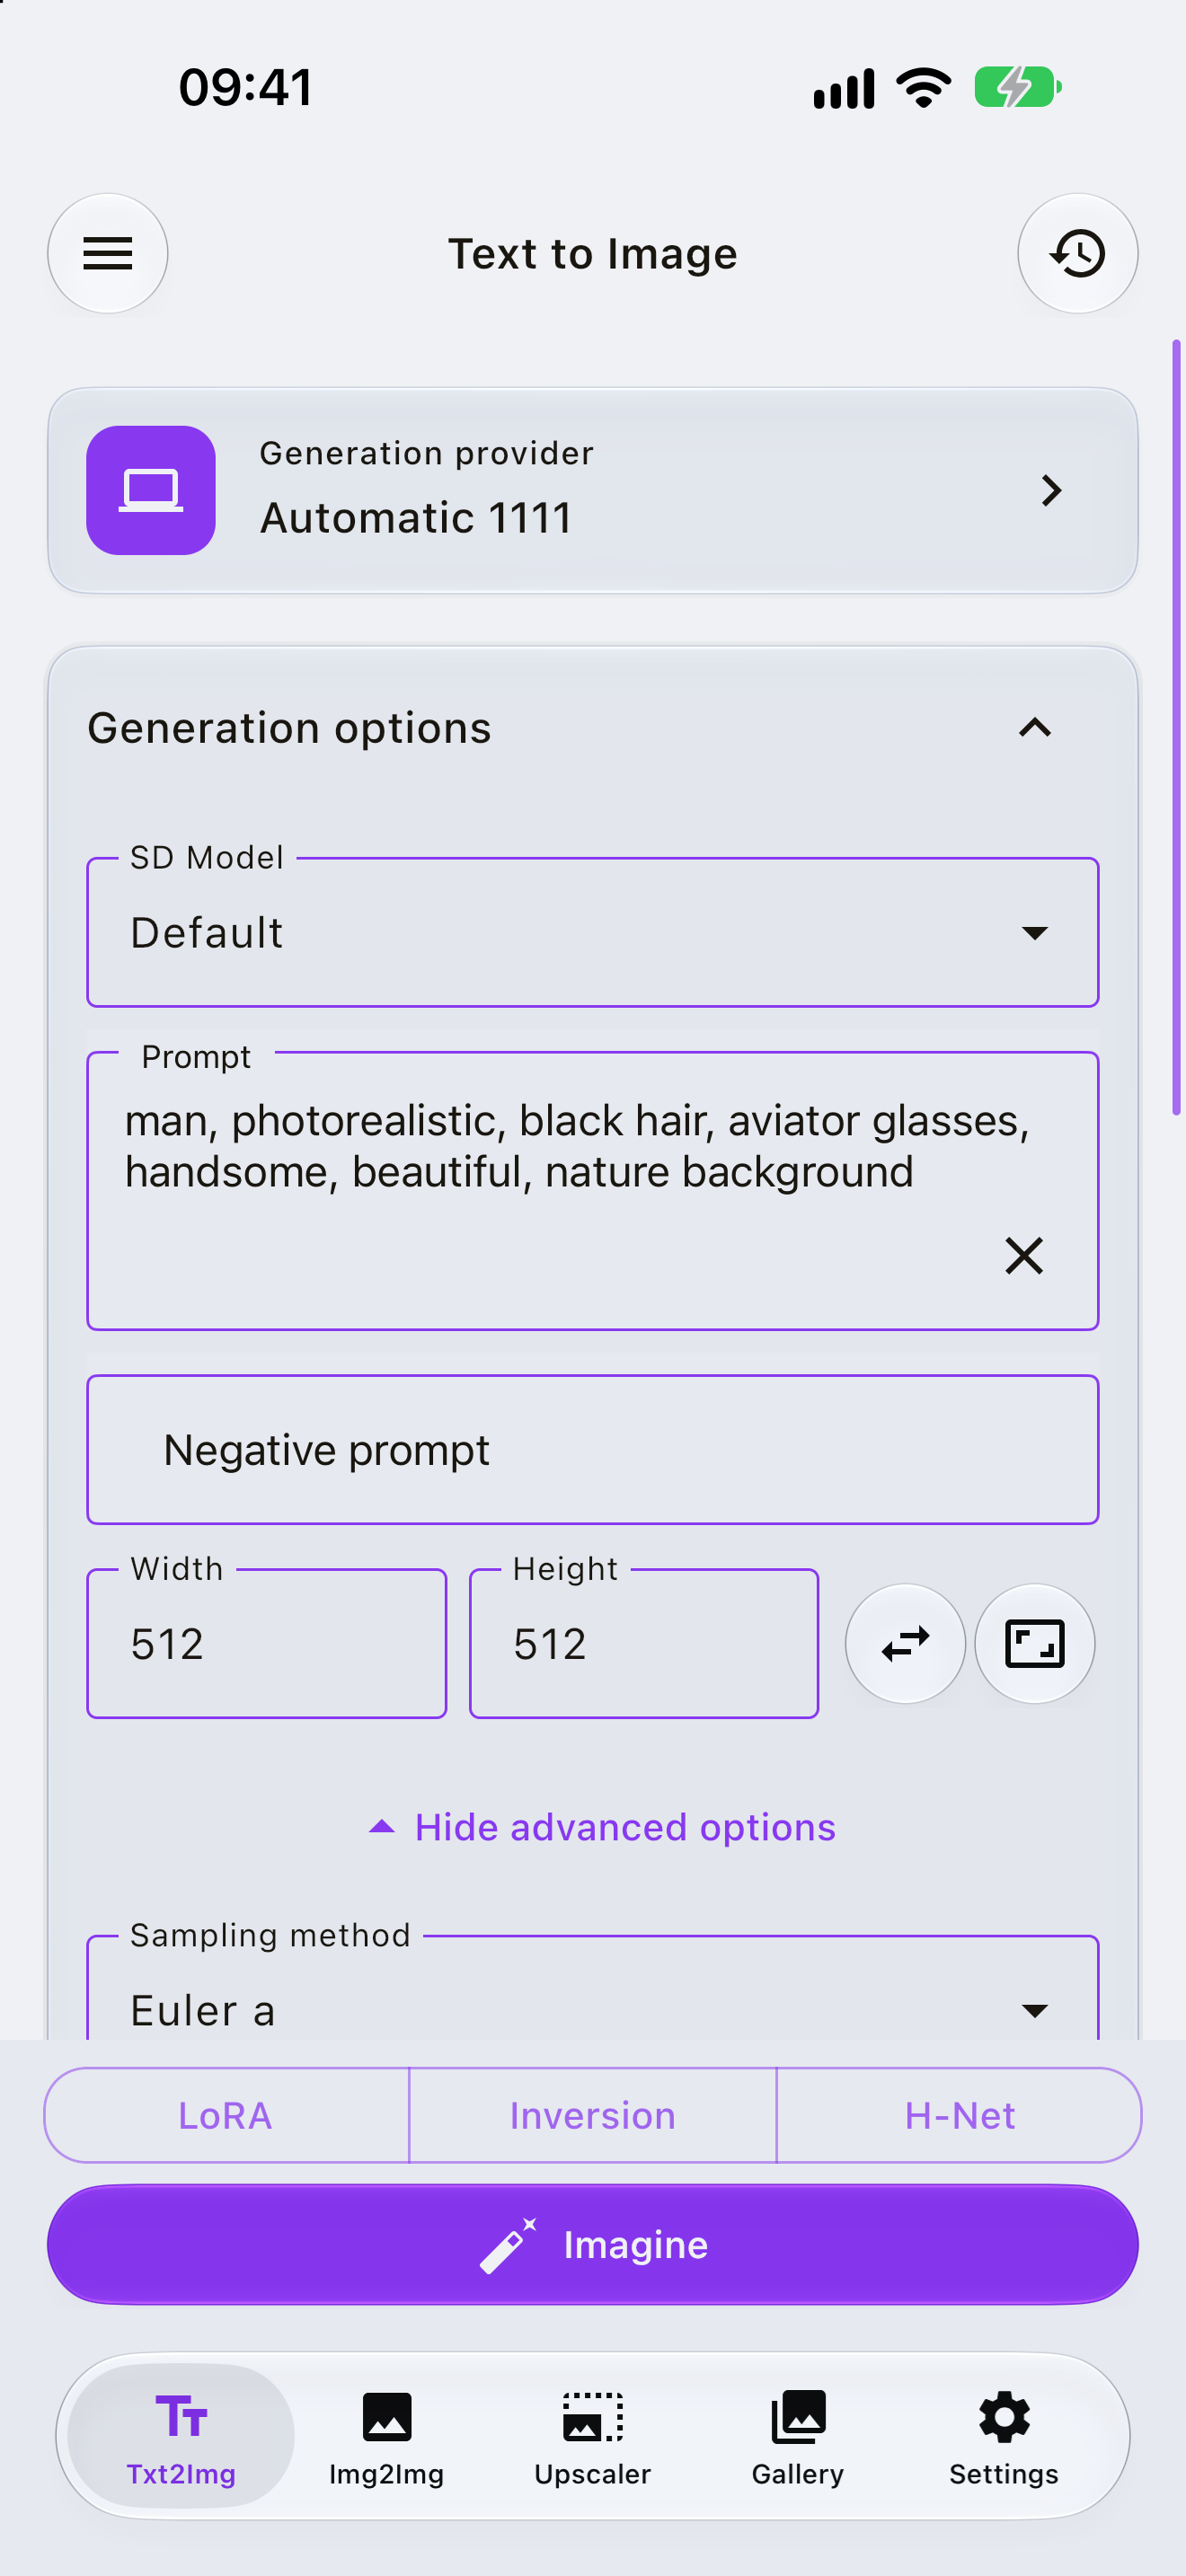 09:41
Text to Image
Generation provider
Automatic 1111
Generation options
SD Model
Default
Prompt
man, photorealistic, black hair, aviator glasses,
handsome, beautiful, nature background
Negative prompt
Width
512
Height
512
Hide advanced options
Sampling method
Euler a
LoRA
Inversion
H-Net
Imagine
Txt2Img
Img2Img
Upscaler
Gallery
Settings